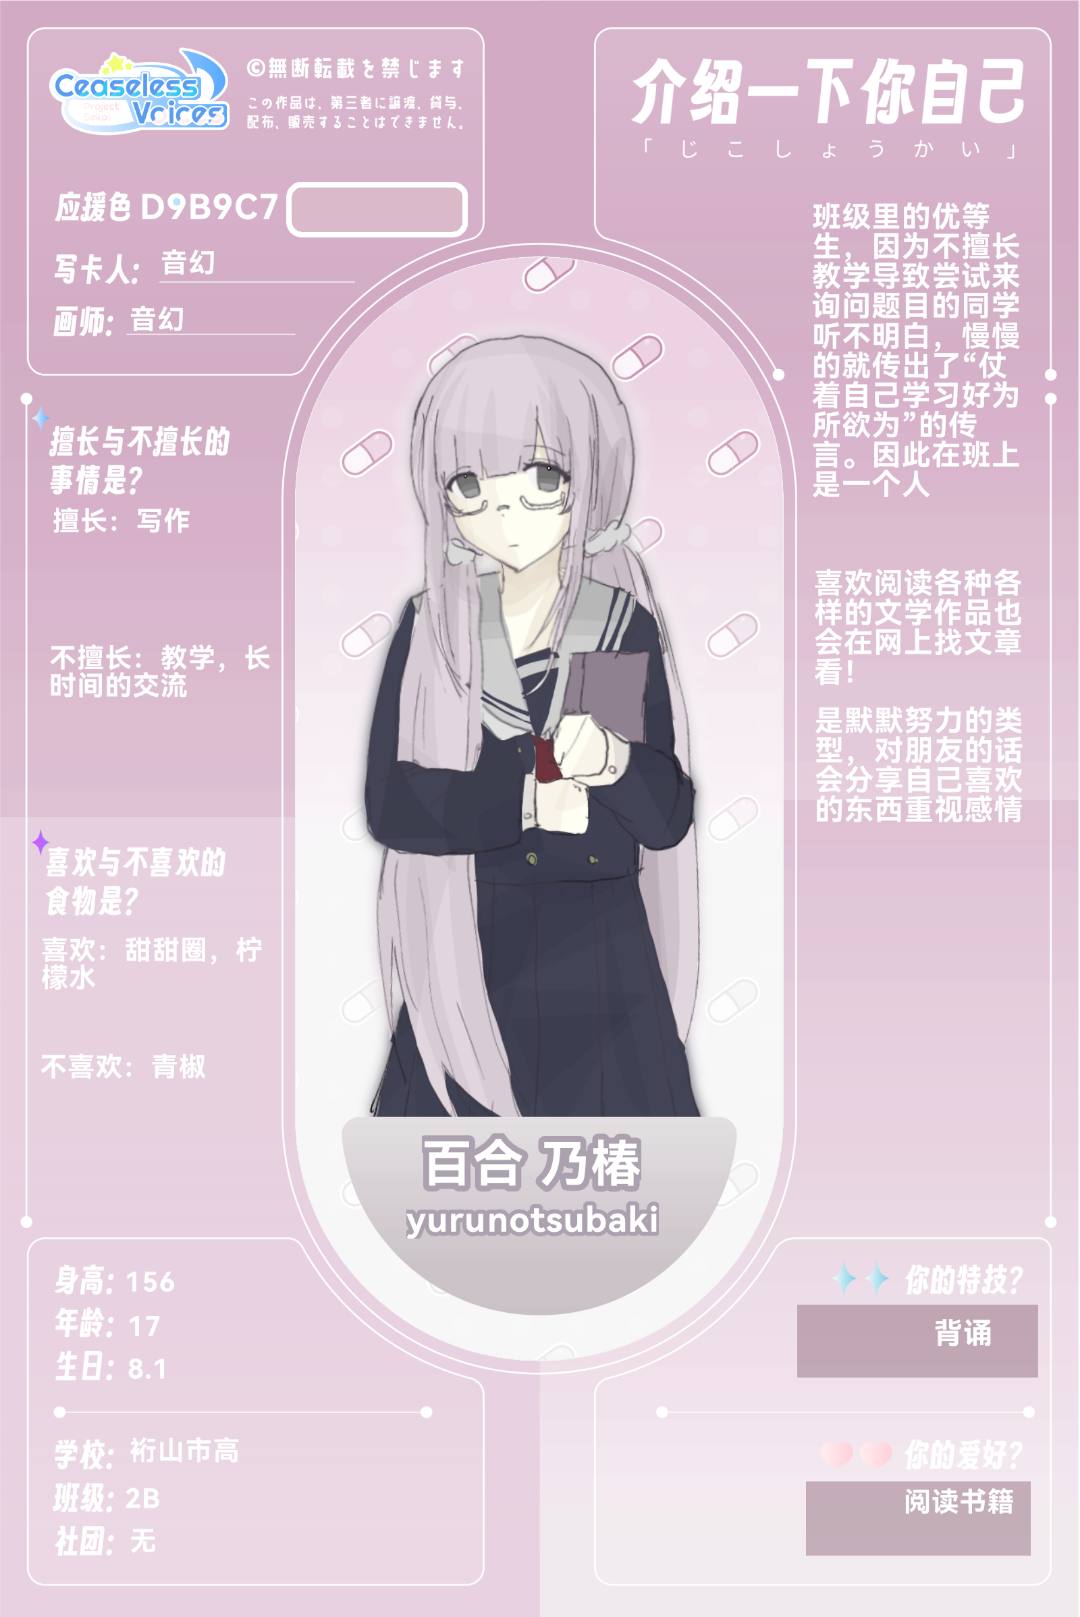 Ceaseless
Voices
Project
Sekai
©無断転載を禁じます
この作品は、第三者に譲渡、貸与、
配布、販売することはできません。
应援色 D9B9C7
写卡人：音幻
画师：音幻
介绍一下你自己
「じこしょうかい」
班级里的优等
生，因为不擅长
教学导致尝试来
询问题目的同学
听不明白，慢慢
的就传出了“仗
着自己学习好为
所欲为”的传
言。因此在班上
是一个人
喜欢阅读各种各
样的文学作品也
会在网上找文章
看！
是默默努力的类
型，对朋友的话
会分享自己喜欢
的东西重视感情
擅长与不擅长的
事情是？
擅长：写作
不擅长：教学，长
时间的交流
喜欢与不喜欢的
食物是？
喜欢：甜甜圈，柠
檬水
不喜欢：青椒
百合 乃椿
yurunotsubaki
身高：156
年龄：17
生日：8.1
学校：裄山市高
班级：2B
社团：无
你的特技？
背诵
你的爱好？
阅读书籍